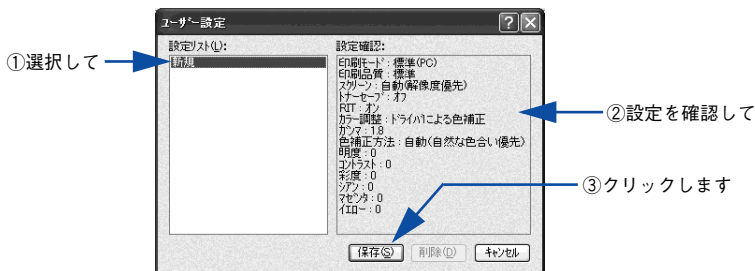 ユーザー設定
設定リスト(L):
設定確認:
①選択して
新規
印刷モード：標準(PC)
印刷品質：標準
スクリーン：自動(解像度優先)
トナーセーブ：オフ
RIT：オン
カラー調整：ドライバによる色補正
ガンマ：1.8
色補正方法：自動(自然な色合い優先)
明度：0
コントラスト：0
彩度：0
シアン：0
マゼンタ：0
イエロー：0
②設定を確認して
③クリックします
保存(S)
削除(D)
キャンセル